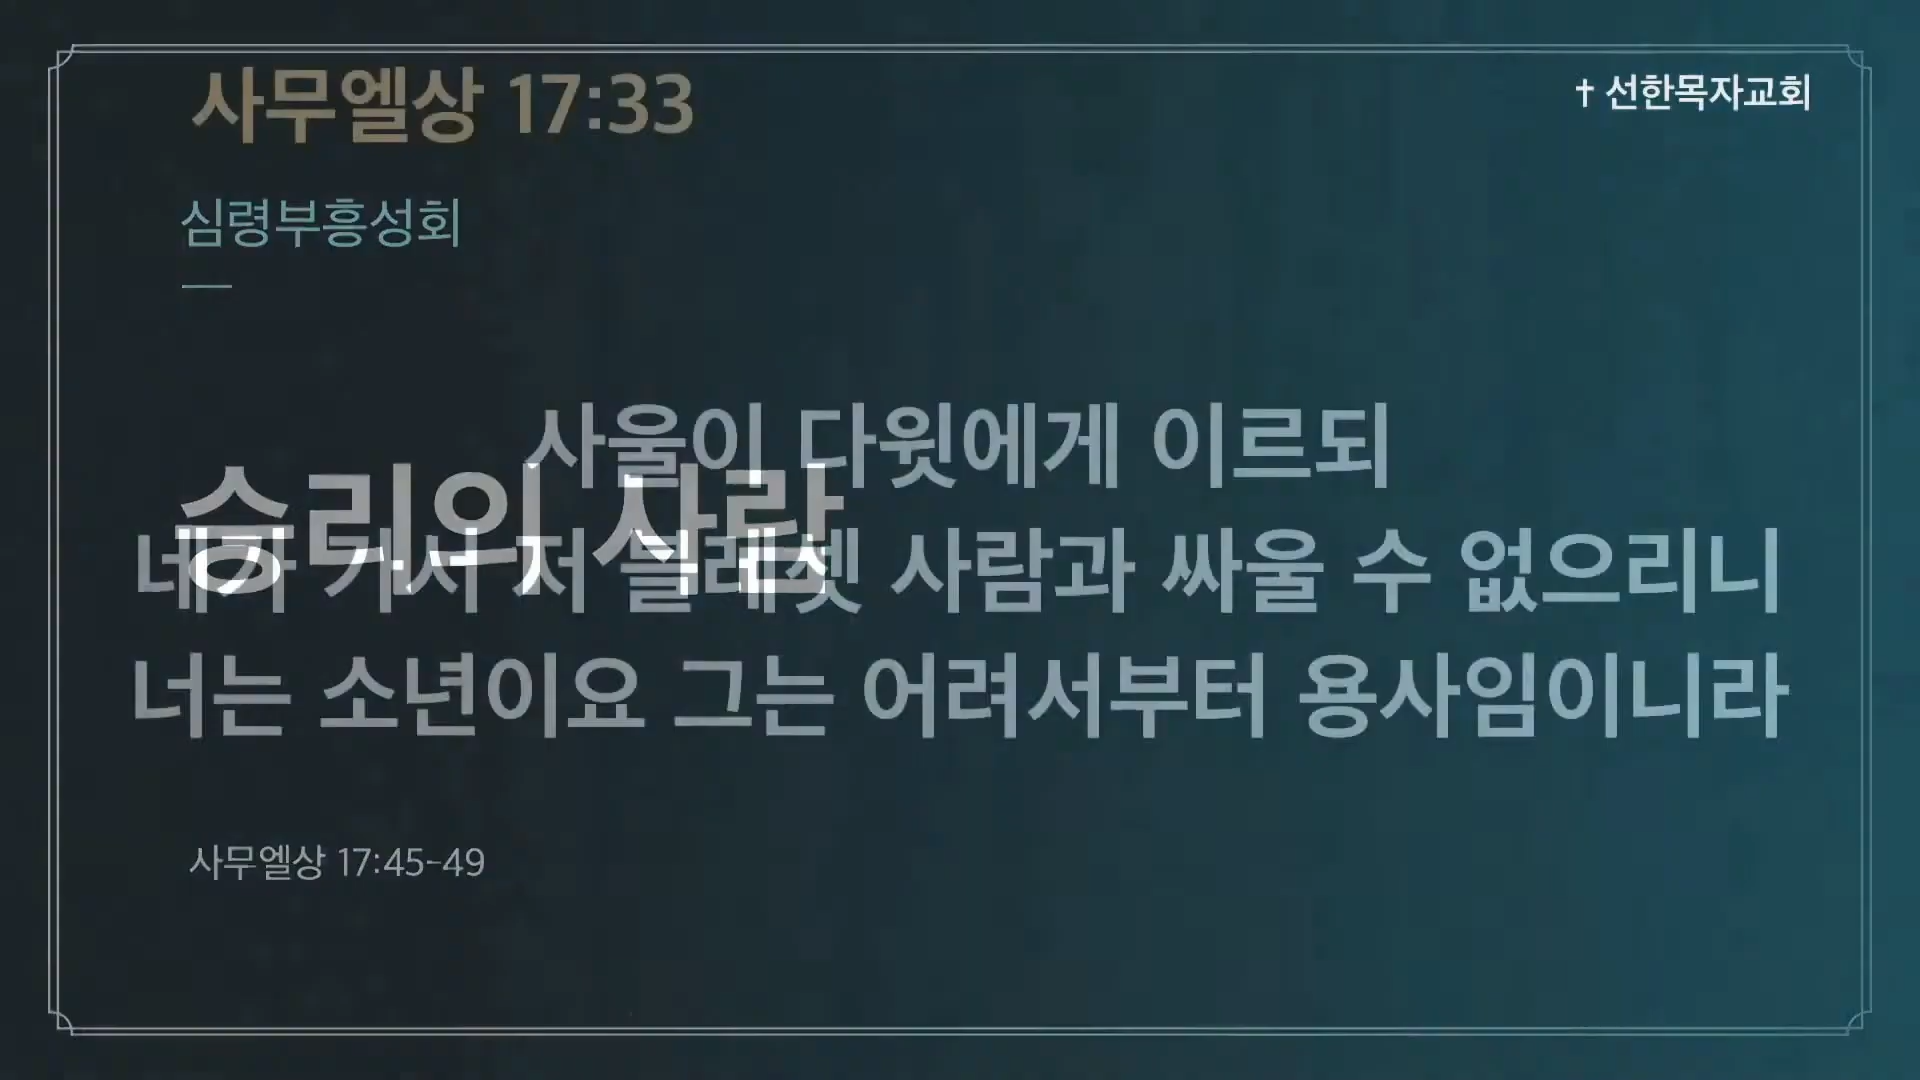 사무엘상 17:33
✝ 선한목자교회
심령부흥성회
사울이 다윗에게 이르되
승리의 사람
네가 가서 저 블레셋 사람과 싸울 수 없으리니
너는 소년이요 그는 어려서부터 용사임이니라
사무엘상 17:45-49